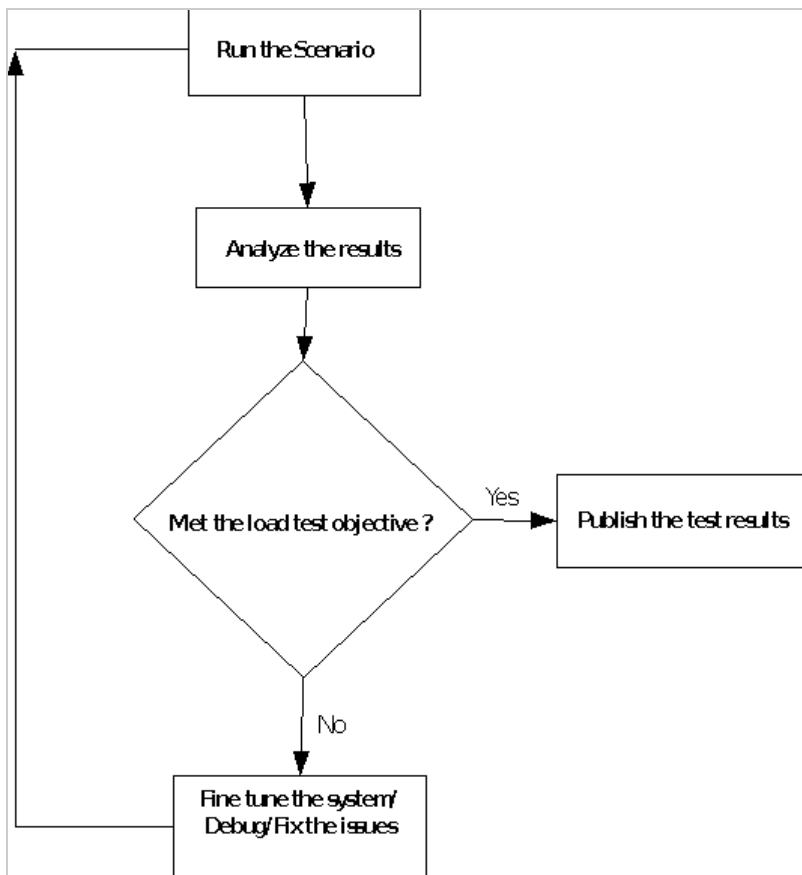 Run the Scenario
Analyze the results
Met the load test objective ?
Yes
Publish the test results
No
Fine tune the system/
Debug/Fix the issues